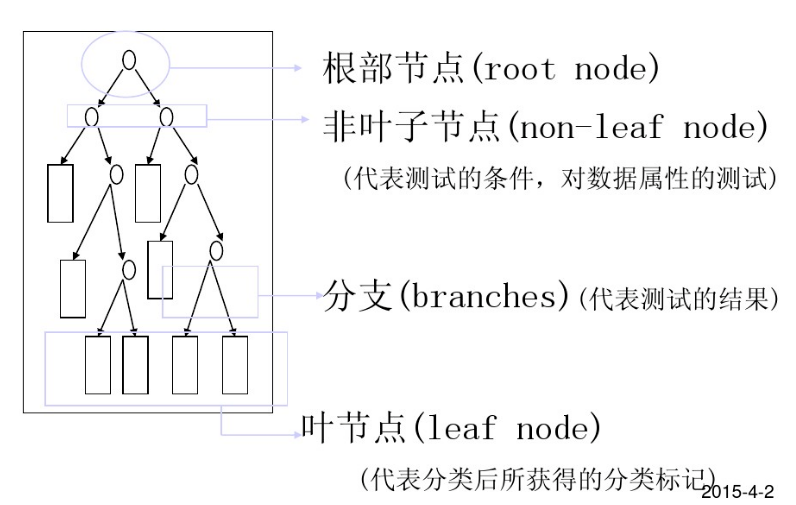 根部节点(root node)
非叶子节点(non-leaf node)
(代表测试的条件，对数据属性的测试)
分支(branches)(代表测试的结果)
叶节点(leaf node)
(代表分类后所获得的分类标记)
2015-4-2